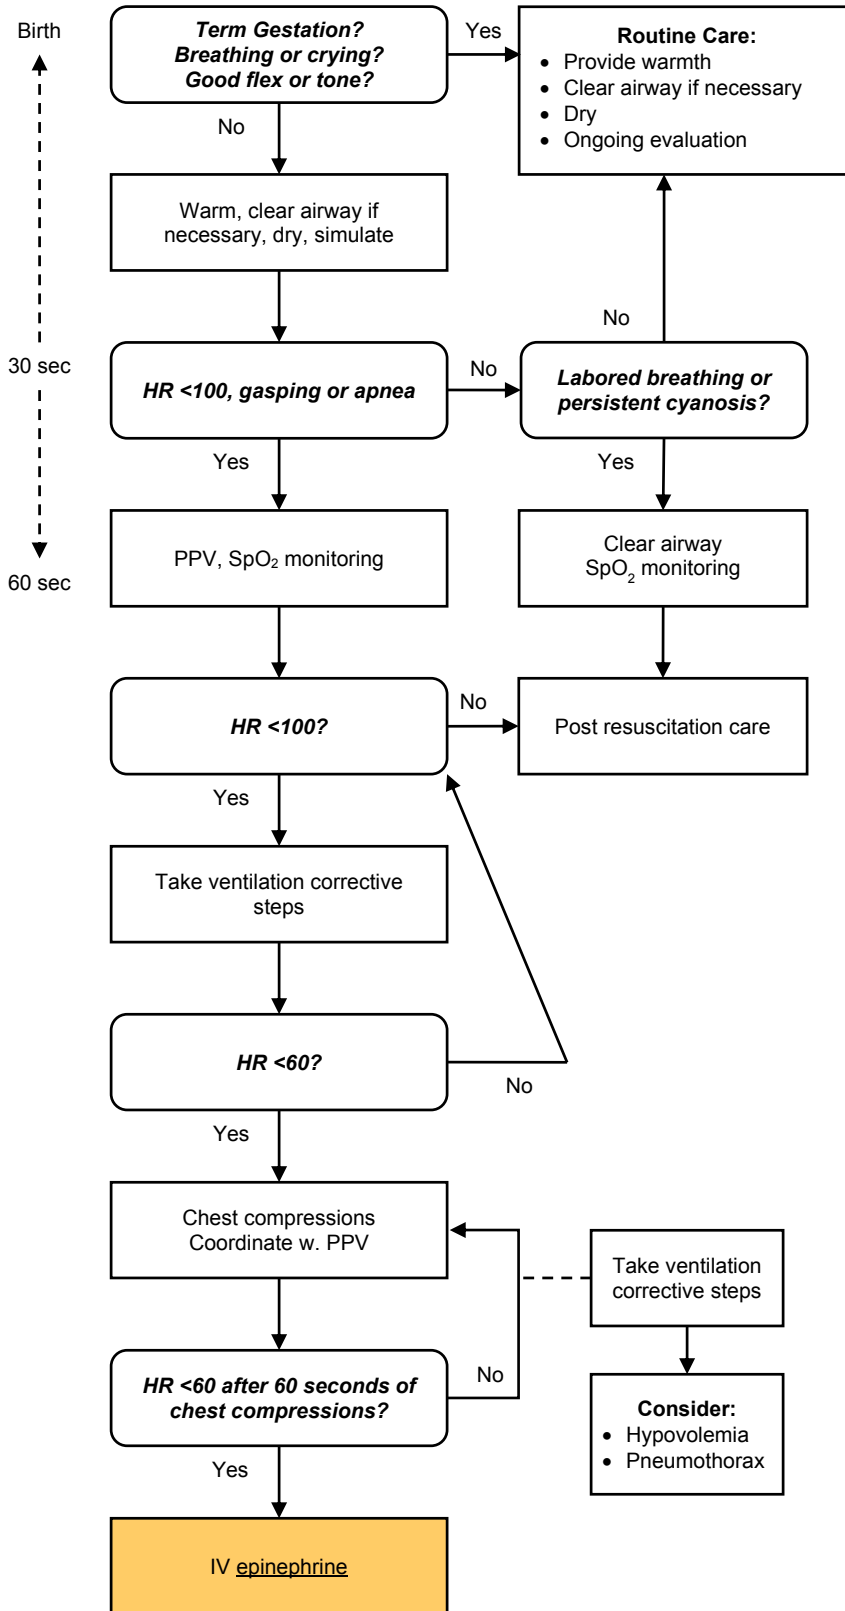 Birth
Term Gestation?
Breathing or crying?
Good flex or tone?
Yes
Routine Care:
• Provide warmth
• Clear airway if necessary
• Dry
• Ongoing evaluation
No
Warm, clear airway if
necessary, dry, simulate
No
30 sec
HR <100, gasping or apnea
No
Labored breathing or
persistent cyanosis?
Yes
Yes
60 sec
PPV, SpO₂ monitoring
Clear airway
SpO₂ monitoring
HR <100?
No
Post resuscitation care
Yes
Take ventilation corrective
steps
HR <60?
No
Yes
Chest compressions
Coordinate w. PPV
Take ventilation
corrective steps
HR <60 after 60 seconds of
chest compressions?
No
Consider:
• Hypovolemia
• Pneumothorax
Yes
IV epinephrine